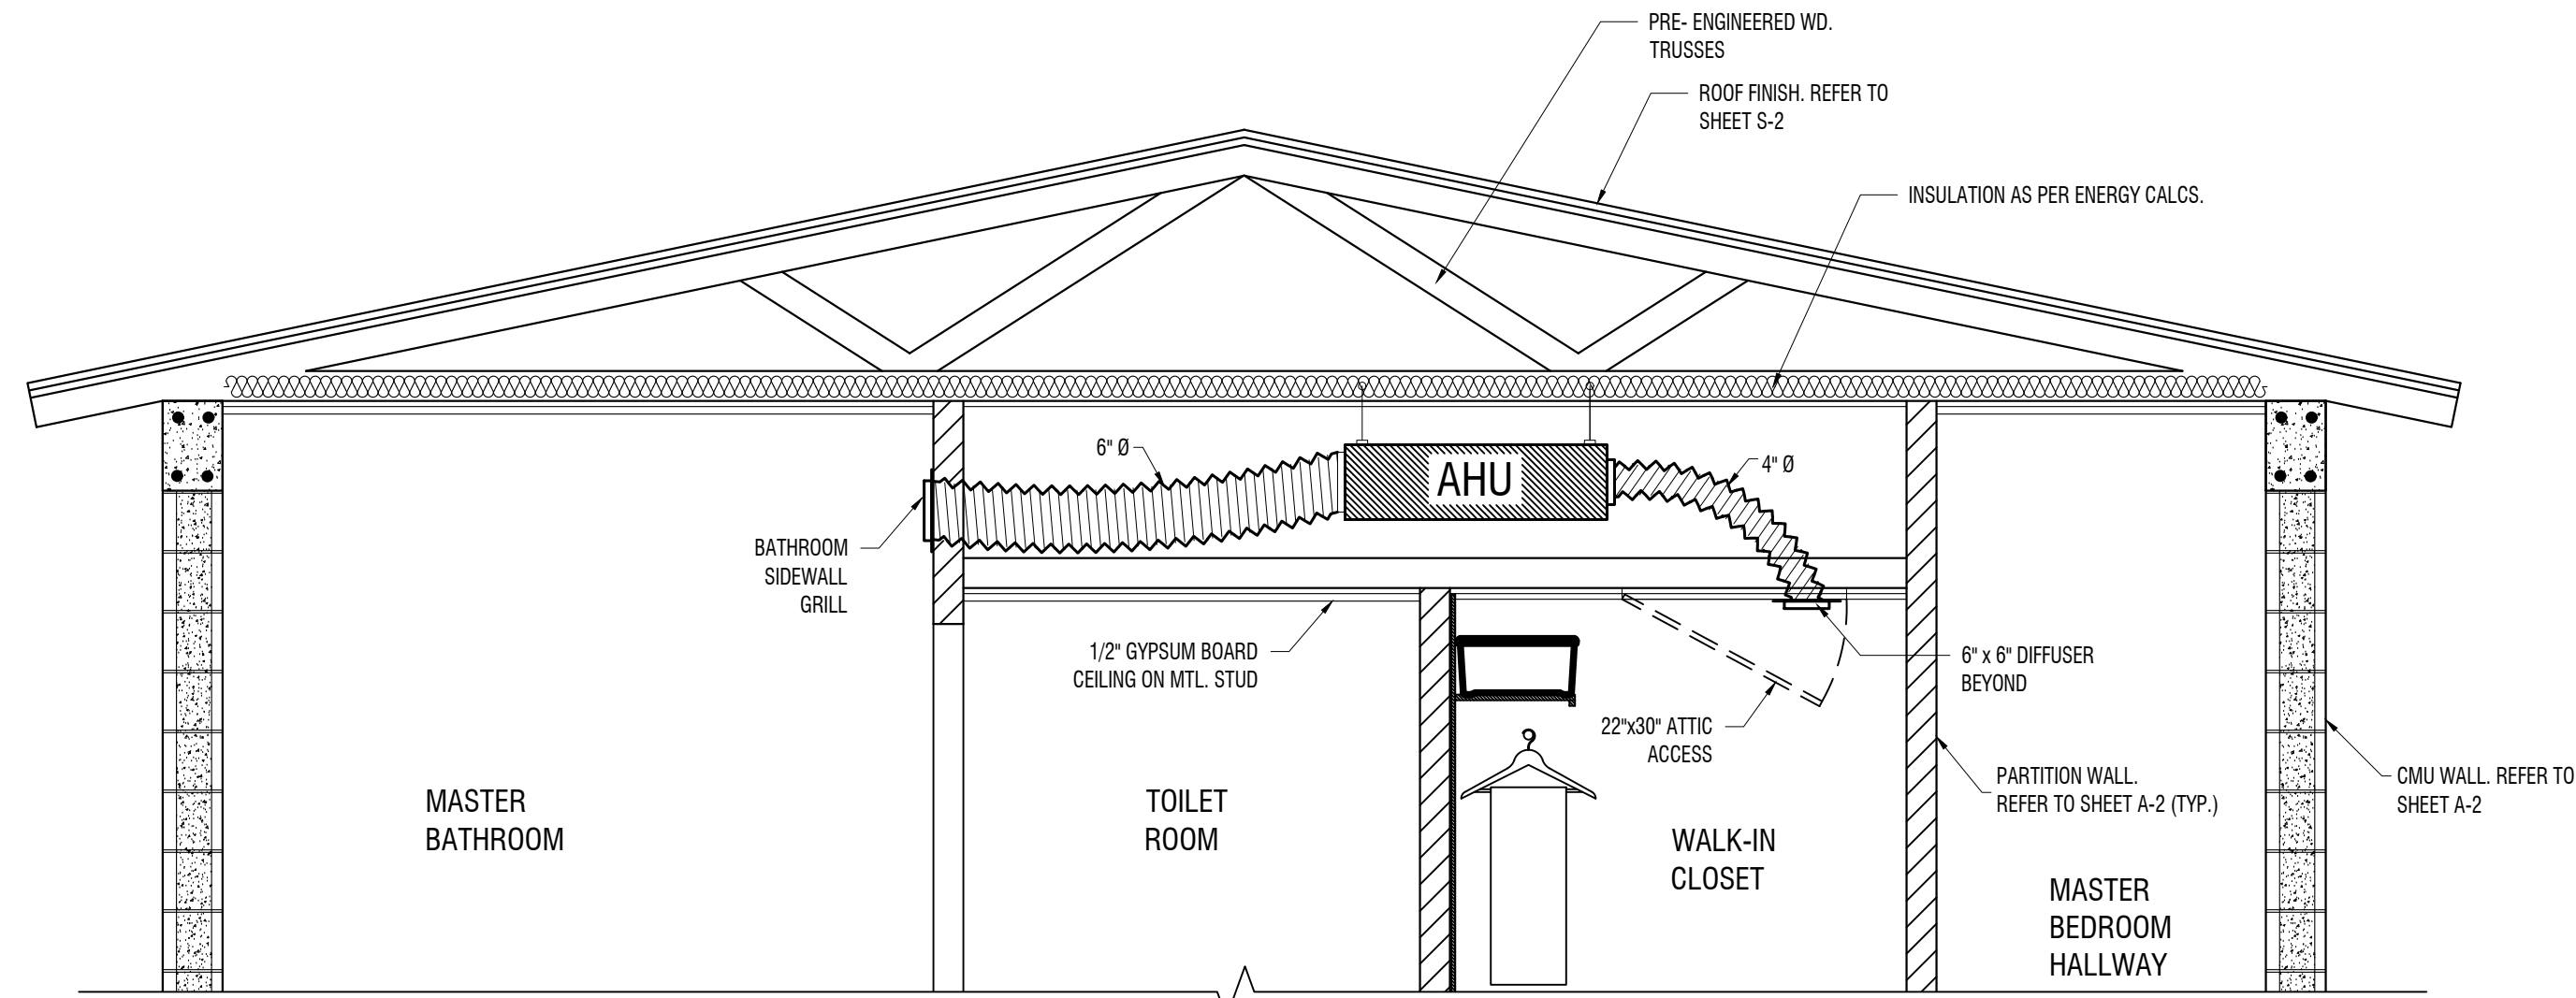 PRE- ENGINEERED WD.
TRUSSES
ROOF FINISH. REFER TO
SHEET S-2
INSULATION AS PER ENERGY CALCS.
6" Ø
AHU
4" Ø
BATHROOM
SIDEWALL
GRILL
1/2" GYPSUM BOARD
CEILING ON MTL. STUD
6" x 6" DIFFUSER
BEYOND
22"x30" ATTIC
ACCESS
PARTITION WALL.
REFER TO SHEET A-2 (TYP.)
CMU WALL. REFER TO
SHEET A-2
MASTER
BATHROOM
TOILET
ROOM
WALK-IN
CLOSET
MASTER
BEDROOM
HALLWAY